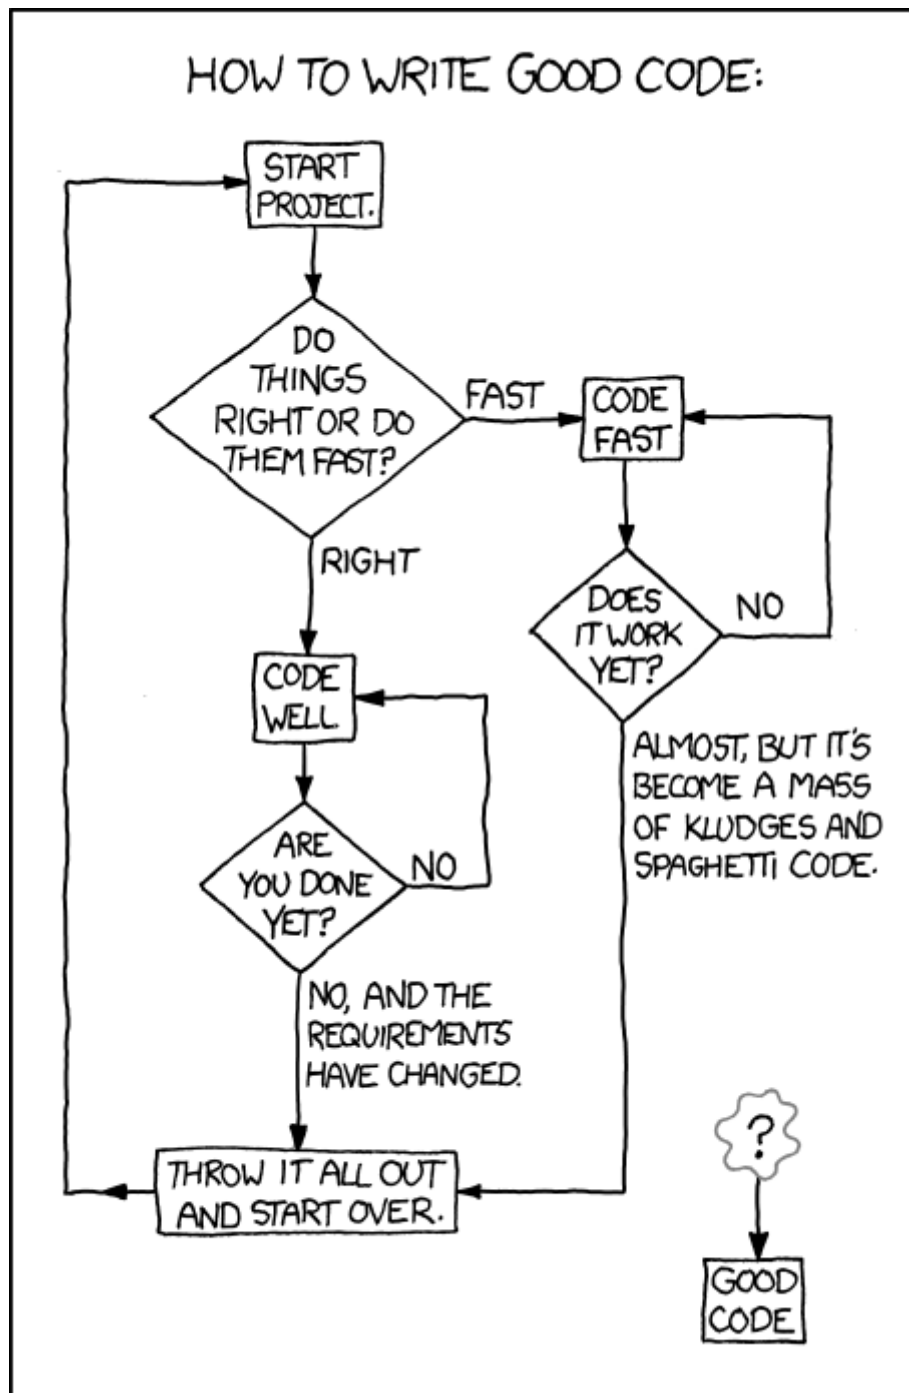 HOW TO WRITE GOOD CODE:
START
PROJECT.
DO
THINGS
RIGHT OR DO
THEM FAST?
FAST
CODE
FAST
RIGHT
DOES
IT WORK
YET?
NO
CODE
WELL.
ALMOST, BUT IT'S
BECOME A MASS
OF KLUDGES AND
SPAGHETTI CODE.
ARE
YOU DONE
YET?
NO
NO, AND THE
REQUIREMENTS
HAVE CHANGED.
THROW IT ALL OUT
AND START OVER.
?
GOOD
CODE